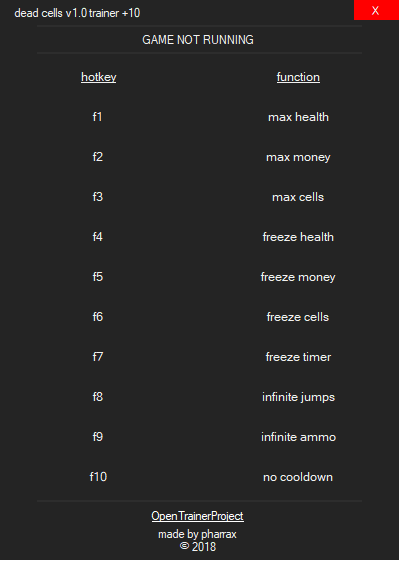 dead cells v1.0 trainer +10 X
GAME NOT RUNNING
hotkey function
f1 max health
f2 max money
f3 max cells
f4 freeze health
f5 freeze money
f6 freeze cells
f7 freeze timer
f8 infinite jumps
f9 infinite ammo
f10 no cooldown
OpenTrainerProject
made by pharrax
© 2018